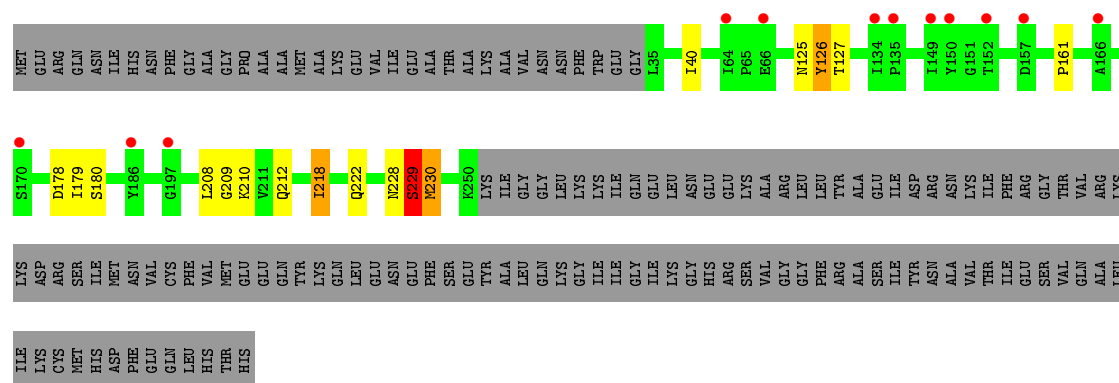 MET GLU ARG GLN ASN ILE HIS ASN PHE GLY ALA ALA GLY PRO ALA ALA MET ALA LYS GLU VAL ILE GLU ALA THR ALA LYS ALA VAL ASN ASN PHE TRP GLU GLY L35 I40 I64 P65 E66 N125 Y126 T127 I134 P135 I149 Y150 G151 T152 D157 P161 A166
S170 D178 I179 S180 Y186 G197 L208 G209 K210 V211 Q212 I218 Q222 N228 S229 M230 K250 LYS ILE GLY GLY LEU LYS LYS ILE GLN GLU LEU ASN GLU GLU LYS ALA ARG LEU LEU TYR ALA GLU ILE ASP ARG ASN LYS ILE PHE ARG GLY THR VAL ARG LYS
LYS ASP ARG SER ILE MET ASN VAL CYS PHE VAL MET GLU GLU GLN TYR LYS GLN LEU GLU ASN GLU PHE SER GLU TYR ALA LEU GLN LYS GLY ILE ILE GLY ILE LYS GLY HIS ARG SER VAL GLY GLY PHE ARG ALA SER ILE TYR ASN ALA VAL THR ILE GLU SER VAL GLN ALA LEU
ILE LYS CYS MET HIS ASP PHE GLU GLN LEU HIS THR HIS